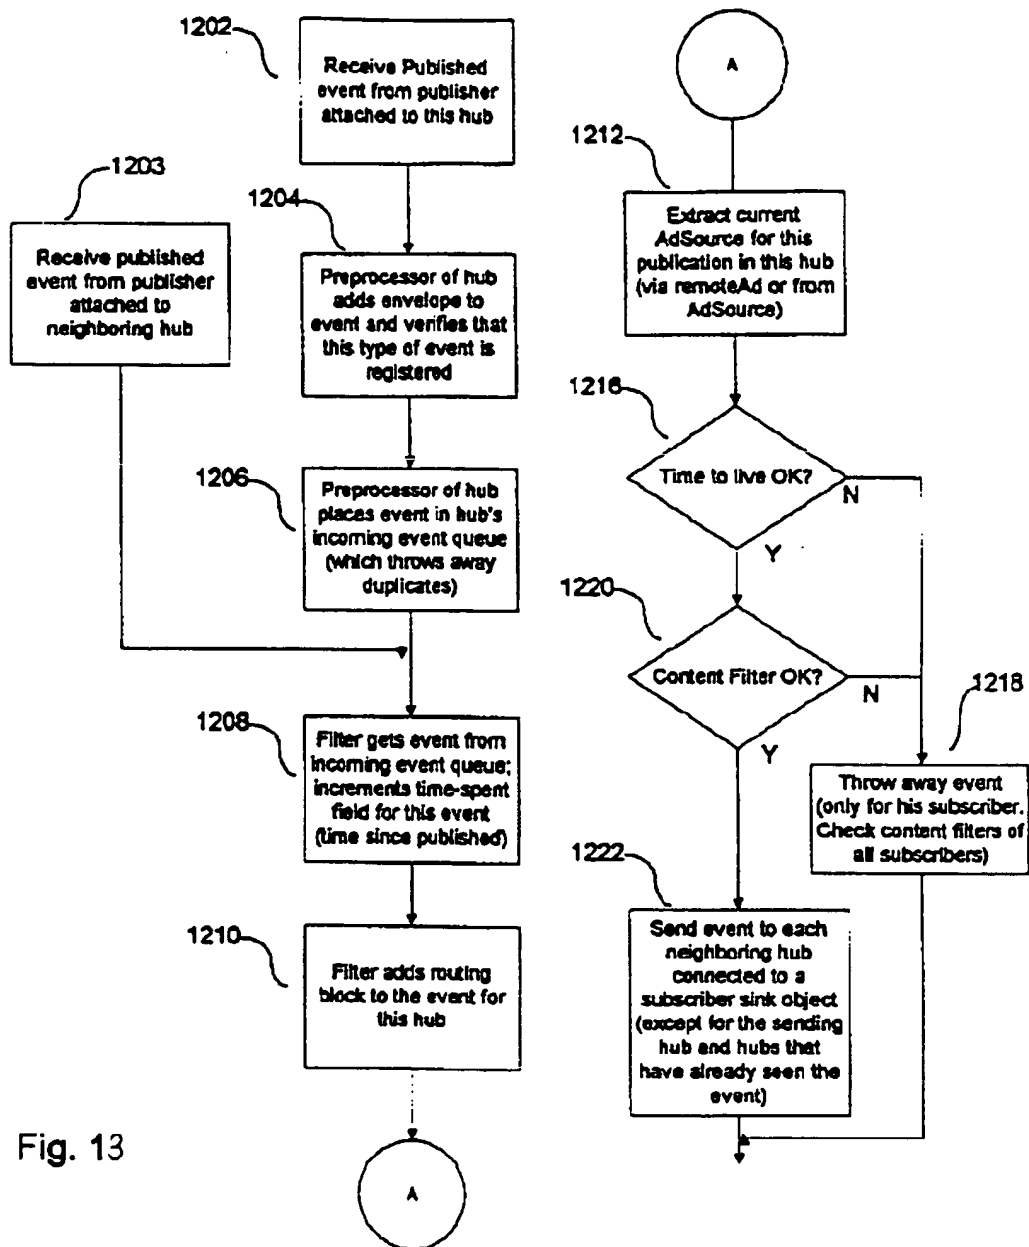 1202
Receive Published
event from publisher
attached to this hub
1203
Receive published
event from publisher
attached to
neighboring hub
1204
Preprocessor of hub
adds envelope to
event and verifies that
this type of event is
registered
1206
Preprocessor of hub
places event in hub's
incoming event queue
(which throws away
duplicates)
1208
Filter gets event from
incoming event queue;
increments time-spent
field for this event
(time since published)
1210
Filter adds routing
block to the event for
this hub
A
Fig. 13
A
1212
Extract current
AdSource for this
publication in this hub
(via remoteAd or from
AdSource)
1216
Time to live OK?
N
Y
1220
Content Filter OK?
N
Y
1218
Throw away event
(only for his subscriber.
Check content filters of
all subscribers)
1222
Send event to each
neighboring hub
connected to a
subscriber sink object
(except for the sending
hub and hubs that
have already seen the
event)